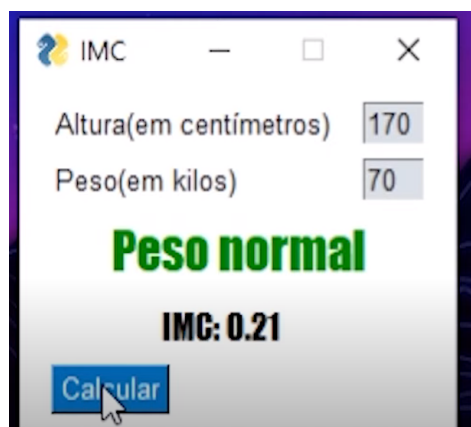 IMC
Altura(em centímetros) 170
Peso(em kilos) 70
Peso normal
IMC: 0.21
Calcular